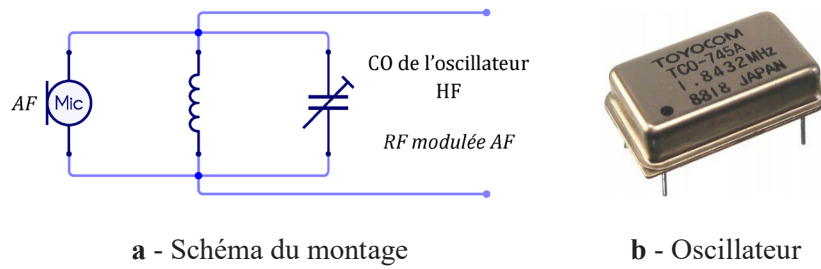 AF
Mic
CO de l'oscillateur
HF
RF modulée AF
TOYOCOM
TCO-745A
1.8432MHz
8818 JAPAN
a - Schéma du montage
b - Oscillateur